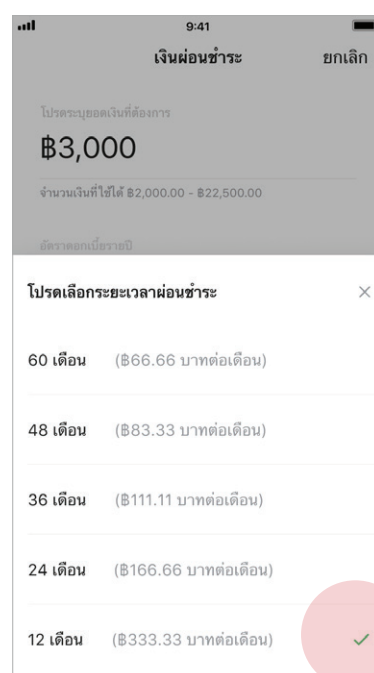 9:41
เงินผ่อนชำระ ยกเลิก
โปรดระบุยอดเงินที่ต้องการ
฿3,000
จำนวนเงินที่ใช้ได้ ฿2,000.00 - ฿22,500.00
อัตราดอกเบี้ยรายปี
โปรดเลือกระยะเวลาผ่อนชำระ
60 เดือน (฿66.66 บาทต่อเดือน)
48 เดือน (฿83.33 บาทต่อเดือน)
36 เดือน (฿111.11 บาทต่อเดือน)
24 เดือน (฿166.66 บาทต่อเดือน)
12 เดือน (฿333.33 บาทต่อเดือน)